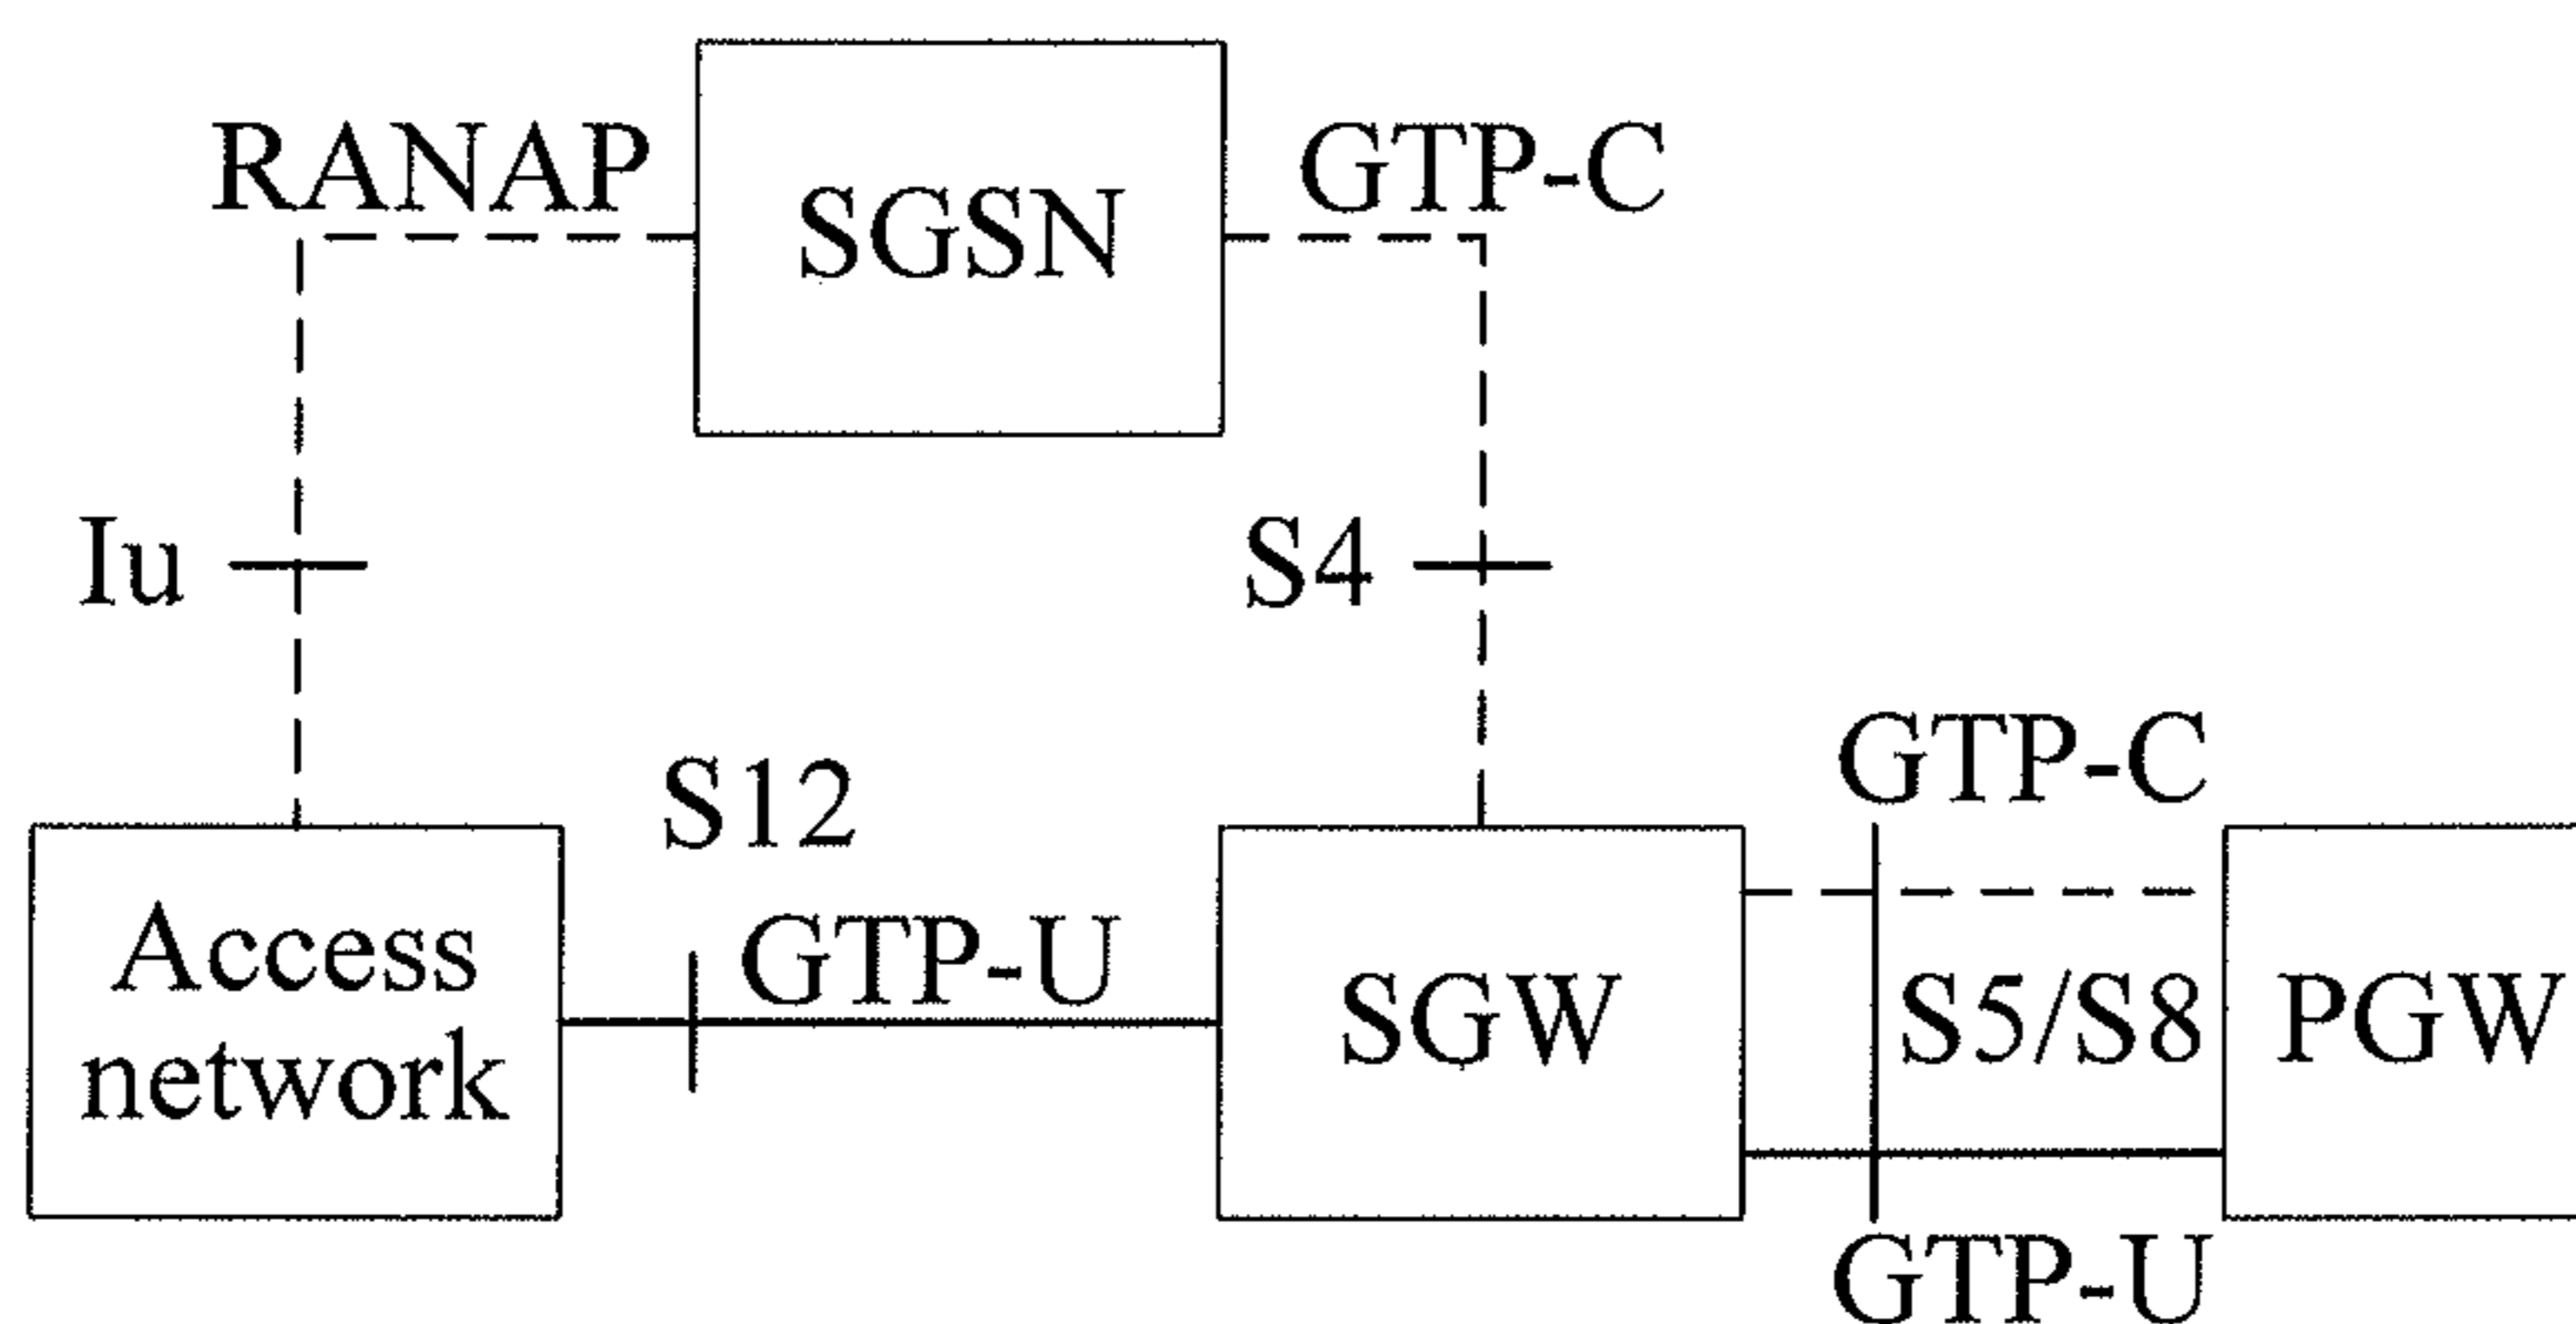 RANAP
SGSN
GTP-C
Iu
S4
S12
GTP-C
Access
network
GTP-U
SGW
S5/S8
PGW
GTP-U